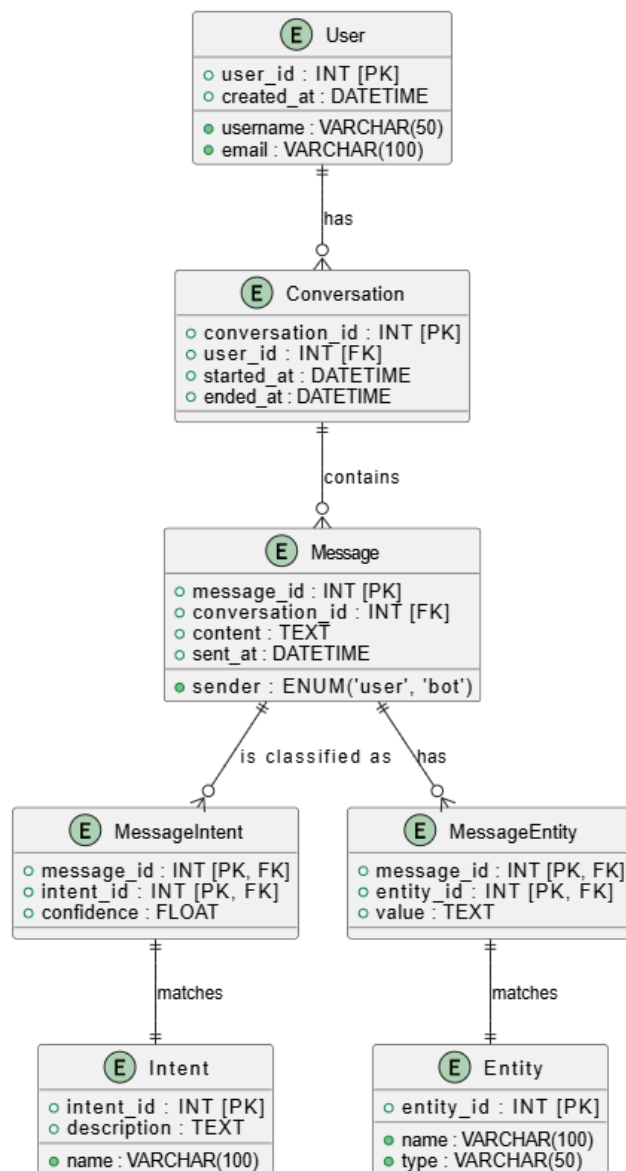 E User
user_id : INT [PK]
created_at : DATETIME
username : VARCHAR(50)
email : VARCHAR(100)
has
E Conversation
conversation_id : INT [PK]
user_id : INT [FK]
started_at : DATETIME
ended_at : DATETIME
contains
E Message
message_id : INT [PK]
conversation_id : INT [FK]
content : TEXT
sent_at : DATETIME
sender : ENUM('user', 'bot')
is classified as
has
E MessageIntent
message_id : INT [PK, FK]
intent_id : INT [PK, FK]
confidence : FLOAT
E MessageEntity
message_id : INT [PK, FK]
entity_id : INT [PK, FK]
value : TEXT
matches
matches
E Intent
intent_id : INT [PK]
description : TEXT
name : VARCHAR(100)
E Entity
entity_id : INT [PK]
name : VARCHAR(100)
type : VARCHAR(50)